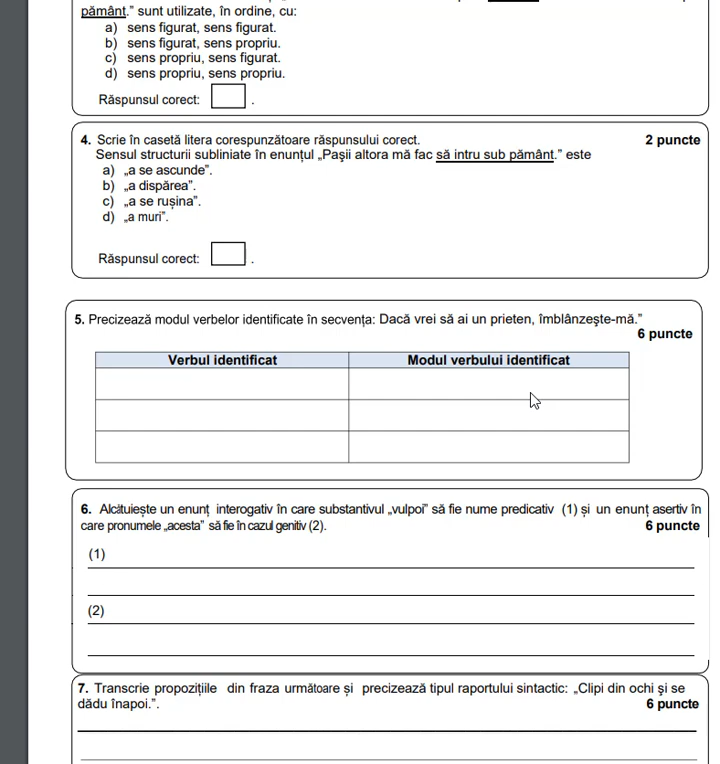 pământ." sunt utilizate, în ordine, cu:
a) sens figurat, sens figurat.
b) sens figurat, sens propriu.
c) sens propriu, sens figurat.
d) sens propriu, sens propriu.
Răspunsul corect: .
4. Scrie în casetă litera corespunzătoare răspunsului corect. 2 puncte
Sensul structurii subliniate în enunțul „Paşii altora mă fac să intru sub pământ." este
a) „a se ascunde".
b) „a dispărea".
c) „a se rușina".
d) „a muri".
Răspunsul corect: .
5. Precizează modul verbelor identificate în secvența: Dacă vrei să ai un prieten, îmblânzeşte-mă."
6 puncte
Verbul identificat Modul verbului identificat
6. Alcătuiește un enunț interogativ în care substantivul „vulpoi" să fie nume predicativ (1) și un enunț asertiv în
care pronumele „acesta" să fie în cazul genitiv (2). 6 puncte
(1)
(2)
7. Transcrie propozițiile din fraza următoare și precizează tipul raportului sintactic: „Clipi din ochi şi se
dădu înapoi.". 6 puncte